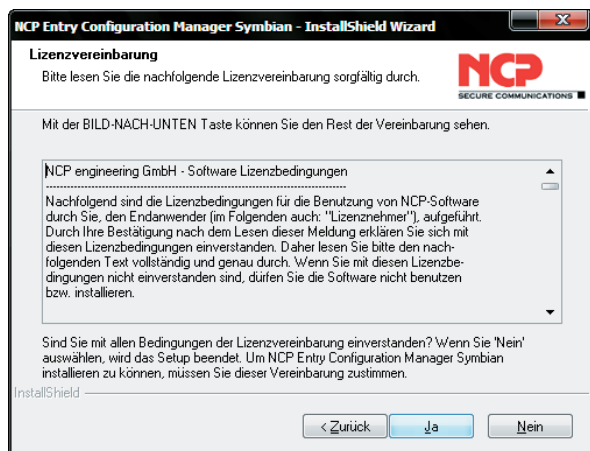 NCP Entry Configuration Manager Symbian - InstallShield Wizard
Lizenzvereinbarung
Bitte lesen Sie die nachfolgende Lizenzvereinbarung sorgfältig durch.
NCP
SECURE COMMUNICATIONS
Mit der BILD-NACH-UNTEN Taste können Sie den Rest der Vereinbarung sehen.
NCP engineering GmbH - Software Lizenzbedingungen
--------------------------------------------------------------------------------
Nachfolgend sind die Lizenzbedingungen für die Benutzung von NCP-Software
durch Sie, den Endanwender (im Folgenden auch: "Lizenznehmer"), aufgeführt.
Durch Ihre Bestätigung nach dem Lesen dieser Meldung erklären Sie sich mit
diesen Lizenzbedingungen einverstanden. Daher lesen Sie bitte den nach-
folgenden Text vollständig und genau durch. Wenn Sie mit diesen Lizenzbe-
dingungen nicht einverstanden sind, dürfen Sie die Software nicht benutzen
bzw. installieren.
Sind Sie mit allen Bedingungen der Lizenzvereinbarung einverstanden? Wenn Sie 'Nein'
auswählen, wird das Setup beendet. Um NCP Entry Configuration Manager Symbian
installieren zu können, müssen Sie dieser Vereinbarung zustimmen.
InstallShield
< Zurück
Ja
Nein